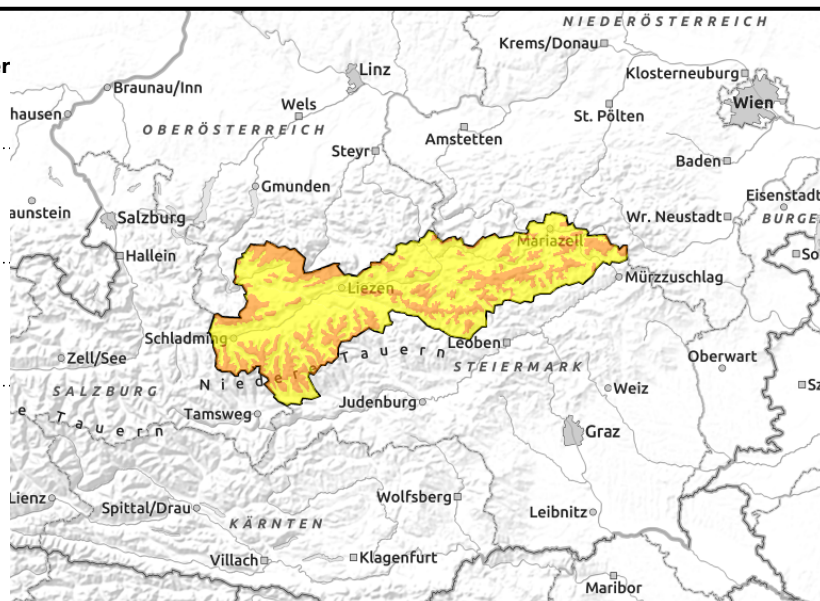 NIEDERÖSTERREICH
Krems/Donau
er
Linz
Klosterneuburg
Braunau/Inn
Wels
Wien
hausen
St. Pölten
OBERÖSTERREICH
Amstetten
Steyr
Baden
Gmunden
Eisenstadt
aunstein
Salzburg
Wr. Neustadt
BURGE
Mariazell
Hallein
So
Mürzzuschlag
Liezen
Schladming
Leoben
Oberwart
Zell/See
Niedere Tauern
STEIERMARK
SALZBURG
Weiz
Sz
Judenburg
Tamsweg
e Tauern
Graz
Lienz
Wolfsberg
Spittal/Drau
Leibnitz
KÄRNTEN
Villach
Klagenfurt
Maribor